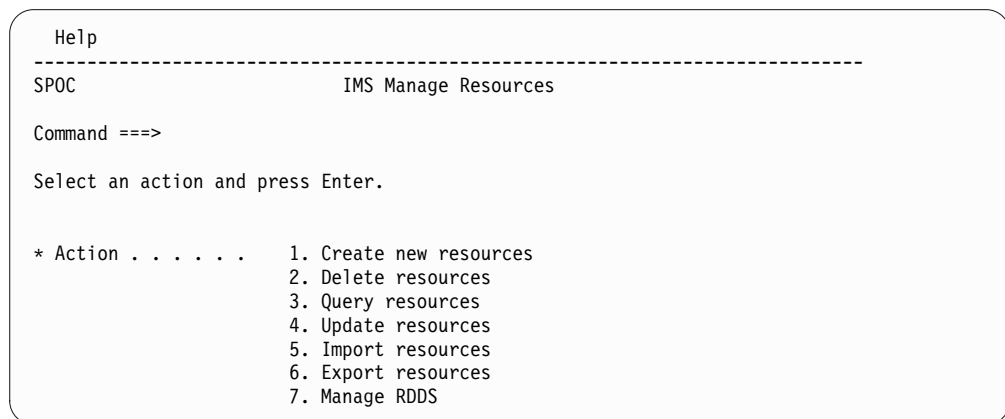 Help
------------------------------------------------------------------------------
SPOC IMS Manage Resources
Command ===>
Select an action and press Enter.
* Action . . . . . . 1. Create new resources
2. Delete resources
3. Query resources
4. Update resources
5. Import resources
6. Export resources
7. Manage RDDS